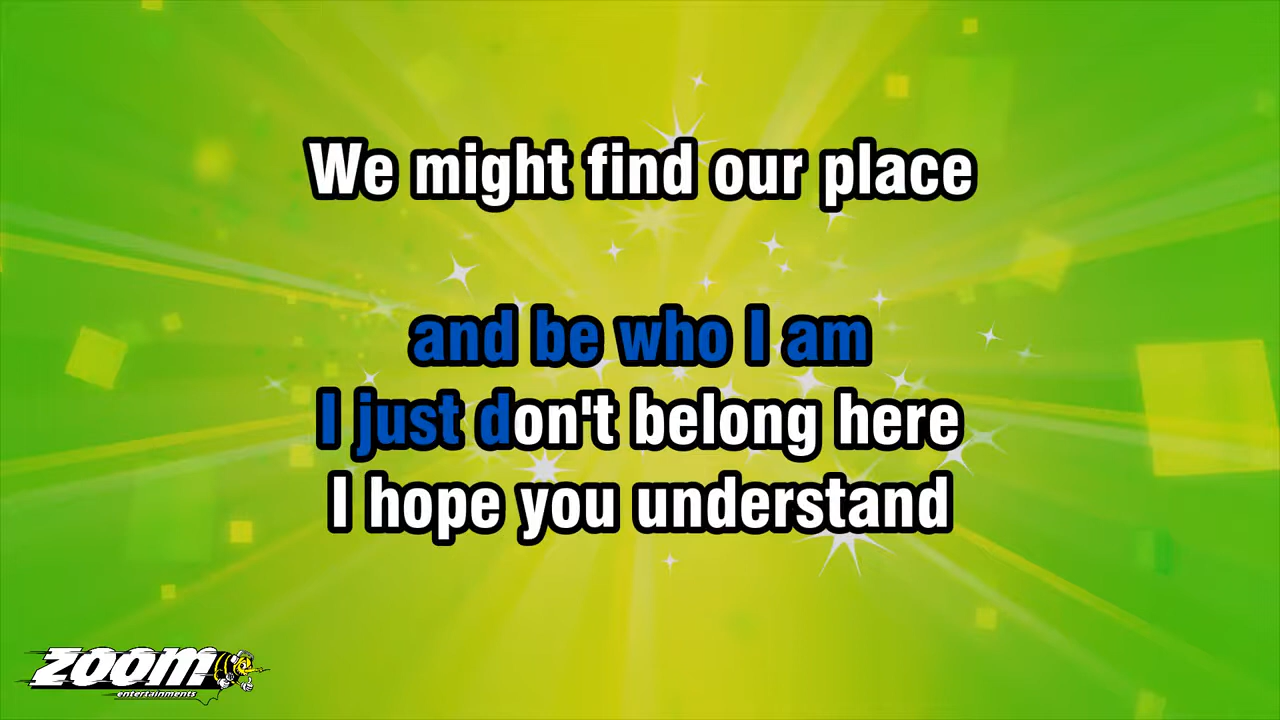 We might find our place
and be who I am
I just don't belong here
I hope you understand
ZOOM
entertainments